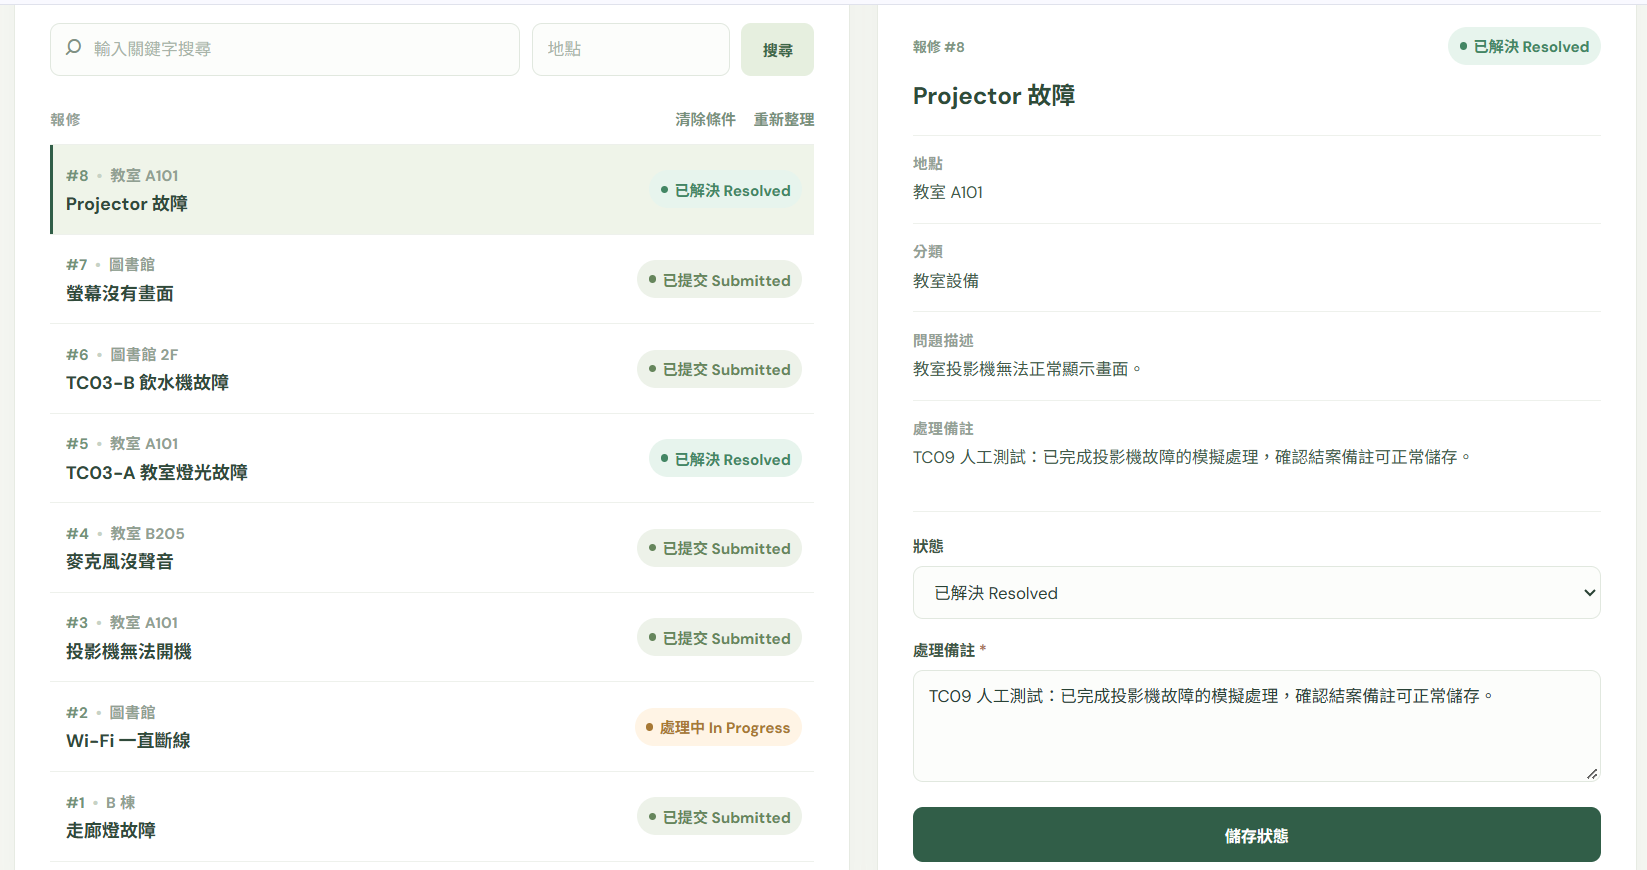 輸入關鍵字搜尋
地點
搜尋
報修
清除條件 重新整理
#8 • 教室 A101
Projector 故障
已解決 Resolved
#7 • 圖書館
螢幕沒有畫面
已提交 Submitted
#6 • 圖書館 2F
TC03-B 飲水機故障
已提交 Submitted
#5 • 教室 A101
TC03-A 教室燈光故障
已解決 Resolved
#4 • 教室 B205
麥克風沒聲音
已提交 Submitted
#3 • 教室 A101
投影機無法開機
已提交 Submitted
#2 • 圖書館
Wi-Fi 一直斷線
處理中 In Progress
#1 • B 棟
走廊燈故障
已提交 Submitted
報修 #8
已解決 Resolved
Projector 故障
地點
教室 A101
分類
教室設備
問題描述
教室投影機無法正常顯示畫面。
處理備註
TC09 人工測試：已完成投影機故障的模擬處理，確認結案備註可正常儲存。
狀態
已解決 Resolved
處理備註 *
TC09 人工測試：已完成投影機故障的模擬處理，確認結案備註可正常儲存。
儲存狀態